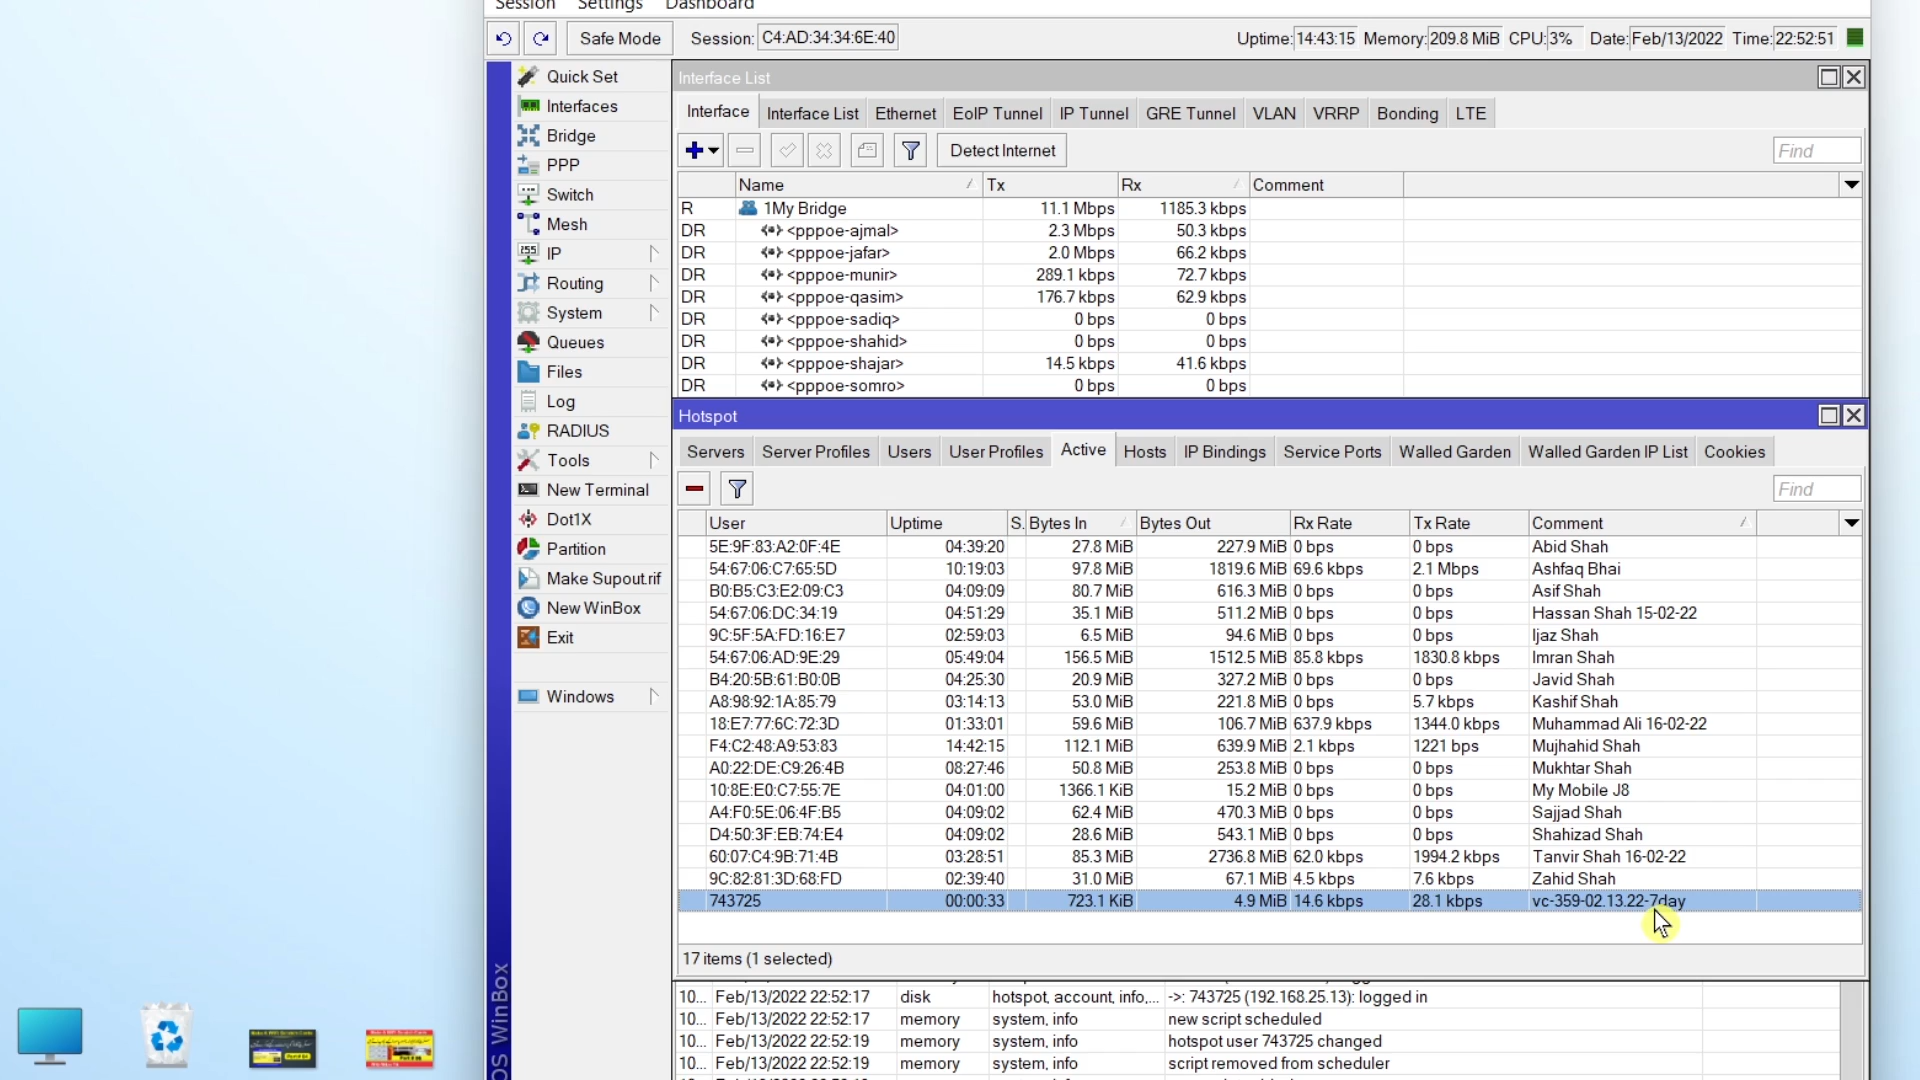 Session Settings Dashboard
Safe Mode Session: C4:AD:34:34:6E:40 Uptime: 14:43:15 Memory: 209.8 MiB CPU: 3% Date: Feb/13/2022 Time: 22:52:51
Quick Set
Interfaces
Bridge
PPP
Switch
Mesh
IP
Routing
System
Queues
Files
Log
RADIUS
Tools
New Terminal
Dot1X
Partition
Make Supout.rif
New WinBox
Exit
Windows
OS WinBox
Interface List
Interface Interface List Ethernet EoIP Tunnel IP Tunnel GRE Tunnel VLAN VRRP Bonding LTE
Detect Internet Find
Name Tx Rx Comment
R 1My Bridge 11.1 Mbps 1185.3 kbps
DR <pppoe-ajmal> 2.3 Mbps 50.3 kbps
DR <pppoe-jafar> 2.0 Mbps 66.2 kbps
DR <pppoe-munir> 289.1 kbps 72.7 kbps
DR <pppoe-qasim> 176.7 kbps 62.9 kbps
DR <pppoe-sadiq> 0 bps 0 bps
DR <pppoe-shahid> 0 bps 0 bps
DR <pppoe-shajar> 14.5 kbps 41.6 kbps
DR <pppoe-somro> 0 bps 0 bps
Hotspot
Servers Server Profiles Users User Profiles Active Hosts IP Bindings Service Ports Walled Garden Walled Garden IP List Cookies
Find
User Uptime S. Bytes In Bytes Out Rx Rate Tx Rate Comment
5E:9F:83:A2:0F:4E 04:39:20 27.8 MiB 227.9 MiB 0 bps 0 bps Abid Shah
54:67:06:C7:65:5D 10:19:03 97.8 MiB 1819.6 MiB 69.6 kbps 2.1 Mbps Ashfaq Bhai
B0:B5:C3:E2:09:C3 04:09:09 80.7 MiB 616.3 MiB 0 bps 0 bps Asif Shah
54:67:06:DC:34:19 04:51:29 35.1 MiB 511.2 MiB 0 bps 0 bps Hassan Shah 15-02-22
9C:5F:5A:FD:16:E7 02:59:03 6.5 MiB 94.6 MiB 0 bps 0 bps Ijaz Shah
54:67:06:AD:9E:29 05:49:04 156.5 MiB 1512.5 MiB 85.8 kbps 1830.8 kbps Imran Shah
B4:20:5B:61:B0:0B 04:25:30 20.9 MiB 327.2 MiB 0 bps 0 bps Javid Shah
A8:98:92:1A:85:79 03:14:13 53.0 MiB 221.8 MiB 0 bps 5.7 kbps Kashif Shah
18:E7:77:6C:72:3D 01:33:01 59.6 MiB 106.7 MiB 637.9 kbps 1344.0 kbps Muhammad Ali 16-02-22
F4:C2:48:A9:53:83 14:42:15 112.1 MiB 639.9 MiB 2.1 kbps 1221 bps Mujhahid Shah
A0:22:DE:C9:26:4B 08:27:46 50.8 MiB 253.8 MiB 0 bps 0 bps Mukhtar Shah
10:8E:E0:C7:55:7E 04:01:00 1366.1 KiB 15.2 MiB 0 bps 0 bps My Mobile J8
A4:F0:5E:06:4F:B5 04:09:02 62.4 MiB 470.3 MiB 0 bps 0 bps Sajjad Shah
D4:50:3F:EB:74:E4 04:09:02 28.6 MiB 543.1 MiB 0 bps 0 bps Shahizad Shah
60:07:C4:9B:71:4B 03:28:51 85.3 MiB 2736.8 MiB 62.0 kbps 1994.2 kbps Tanvir Shah 16-02-22
9C:82:81:3D:68:FD 02:39:40 31.0 MiB 67.1 MiB 4.5 kbps 7.6 kbps Zahid Shah
743725 00:00:33 723.1 KiB 4.9 MiB 14.6 kbps 28.1 kbps vc-359-02.13.22-7day
17 items (1 selected)
10... Feb/13/2022 22:52:17 disk hotspot, account, info,... ->: 743725 (192.168.25.13): logged in
10... Feb/13/2022 22:52:17 memory system, info new script scheduled
10... Feb/13/2022 22:52:19 memory system, info hotspot user 743725 changed
10... Feb/13/2022 22:52:19 memory system, info script removed from scheduler